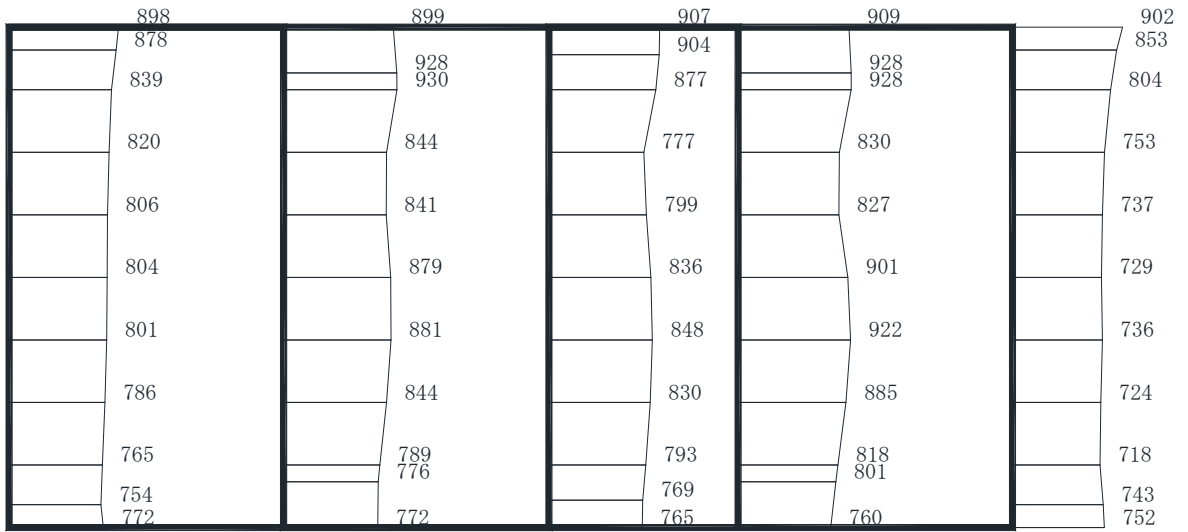 898 899 907 909 902
878 904 853
928 928
839 930 877 928 804
820 844 777 830 753
806 841 799 827 737
804 879 836 901 729
801 881 848 922 736
786 844 830 885 724
765 789 793 818 718
776 801
754 769 743
772 772 765 760 752